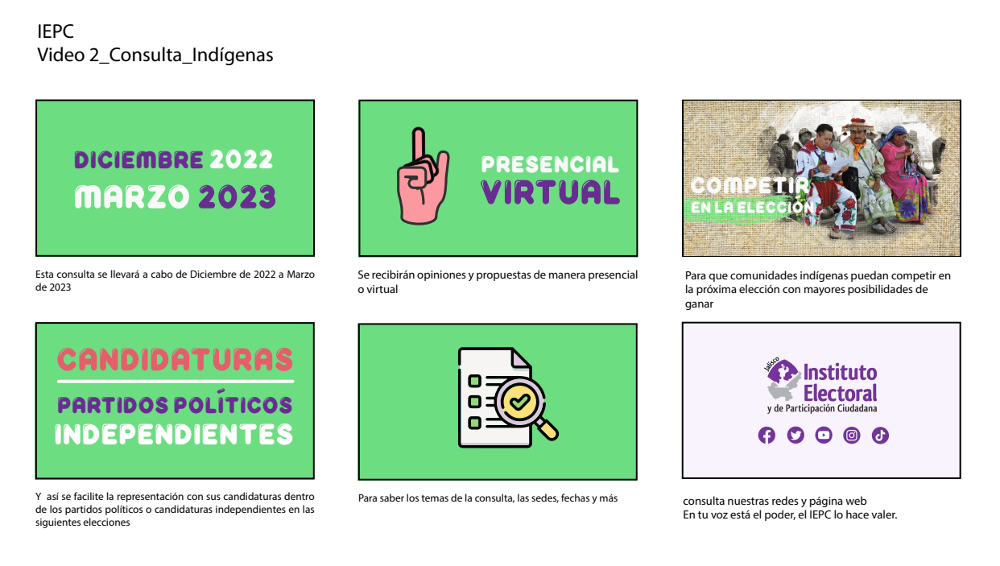 IEPC
Video 2_Consulta_Indígenas
DICIEMBRE 2022
MARZO 2023
Esta consulta se llevará a cabo de Diciembre de 2022 a Marzo
de 2023
PRESENCIAL
VIRTUAL
Se recibirán opiniones y propuestas de manera presencial
o virtual
COMPETIR
EN LA ELECCIÓN
Para que comunidades indígenas puedan competir en
la próxima elección con mayores posibilidades de
ganar
CANDIDATURAS
PARTIDOS POLÍTICOS
INDEPENDIENTES
Y  así se facilite la representación con sus candidaturas dentro
de los partidos políticos o candidaturas independientes en las
siguientes elecciones
Para saber los temas de la consulta, las sedes, fechas y más
Jalisco
Instituto
Electoral
y de Participación Ciudadana
consulta nuestras redes y página web
En tu voz está el poder, el IEPC lo hace valer.